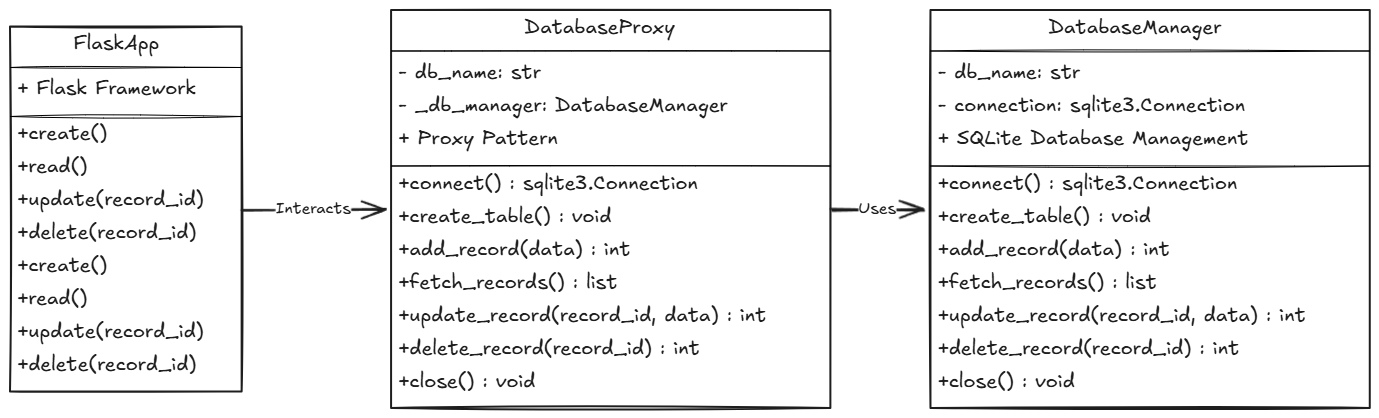 FlaskApp
+ Flask Framework
+create()
+read()
+update(record_id)
+delete(record_id)
+create()
+read()
+update(record_id)
+delete(record_id)
Interacts
DatabaseProxy
- db_name: str
- _db_manager: DatabaseManager
+ Proxy Pattern
+connect() : sqlite3.Connection
+create_table() : void
+add_record(data) : int
+fetch_records() : list
+update_record(record_id, data) : int
+delete_record(record_id) : int
+close() : void
Uses
DatabaseManager
- db_name: str
- connection: sqlite3.Connection
+ SQLite Database Management
+connect() : sqlite3.Connection
+create_table() : void
+add_record(data) : int
+fetch_records() : list
+update_record(record_id, data) : int
+delete_record(record_id) : int
+close() : void